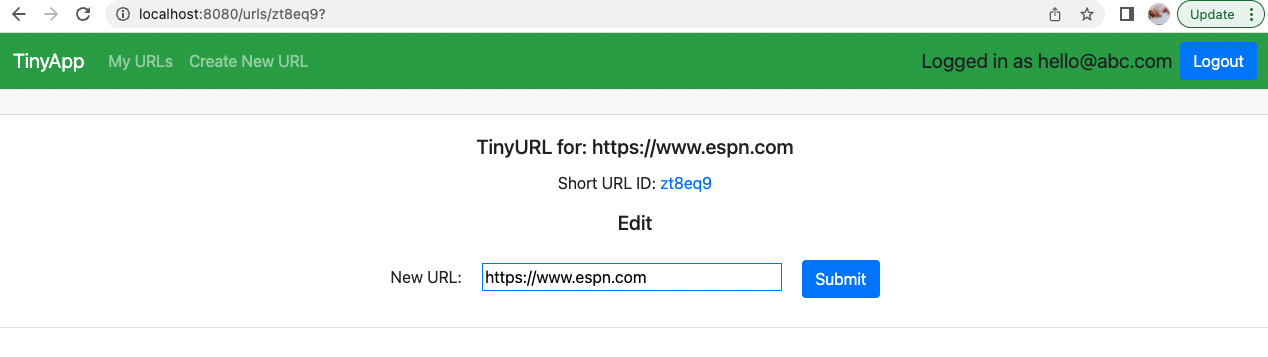 localhost:8080/urls/zt8eq9?
Update
TinyApp My URLs Create New URL Logged in as hello@abc.com Logout
TinyURL for: https://www.espn.com
Short URL ID: zt8eq9
Edit
New URL: https://www.espn.com Submit